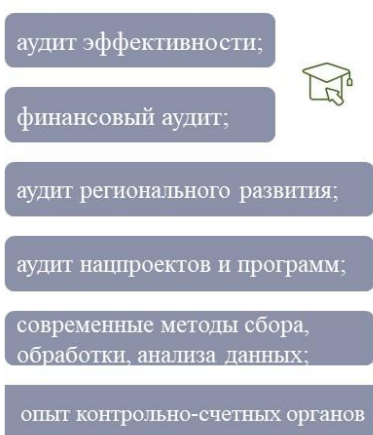 аудит эффективности;
финансовый аудит;
аудит регионального развития;
аудит нацпроектов и программ;
современные методы сбора,
обработки, анализа данных;
опыт контрольно-счетных органов